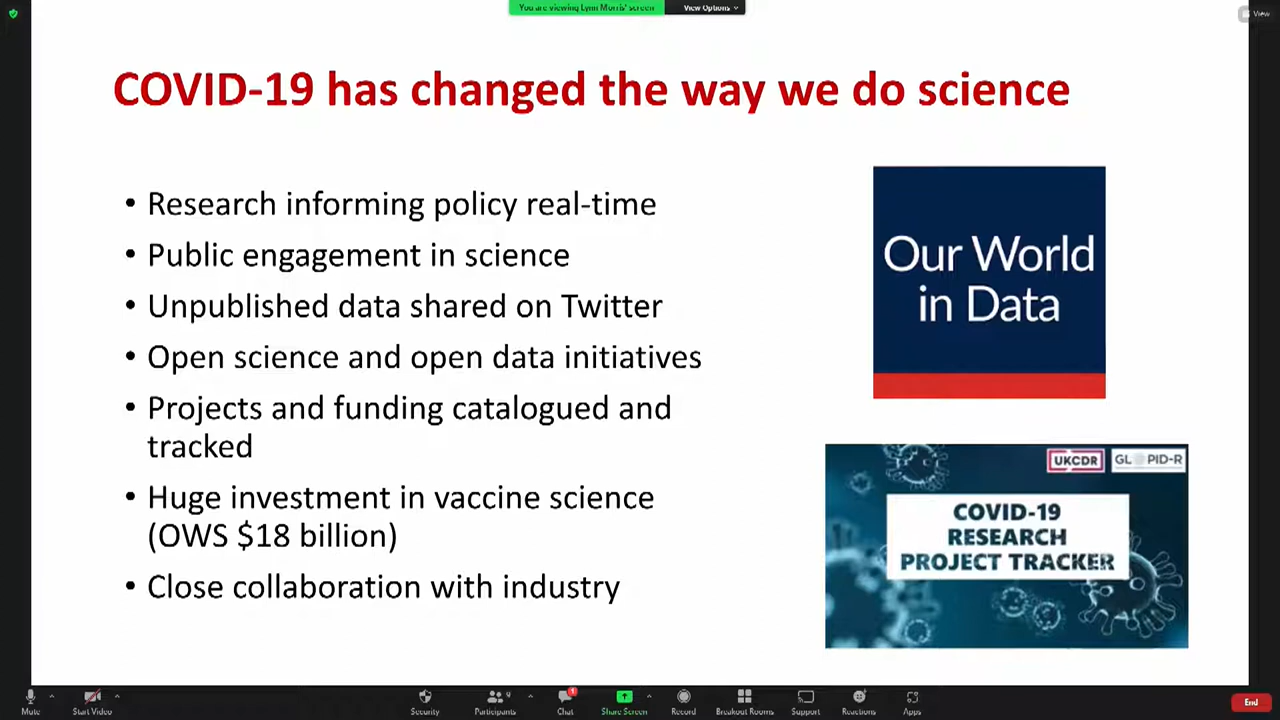 You are viewing Lynn Morris' screen
View Options
View
COVID-19 has changed the way we do science
• Research informing policy real-time
• Public engagement in science
• Unpublished data shared on Twitter
• Open science and open data initiatives
• Projects and funding catalogued and
tracked
• Huge investment in vaccine science
(OWS $18 billion)
• Close collaboration with industry
Our World
in Data
UKCDR GL PID-R
COVID-19
RESEARCH
PROJECT TRACKER
Mute
Start Video
Security
Participants
Chat
Share Screen
Record
Breakout Rooms
Support
Reactions
Apps
End